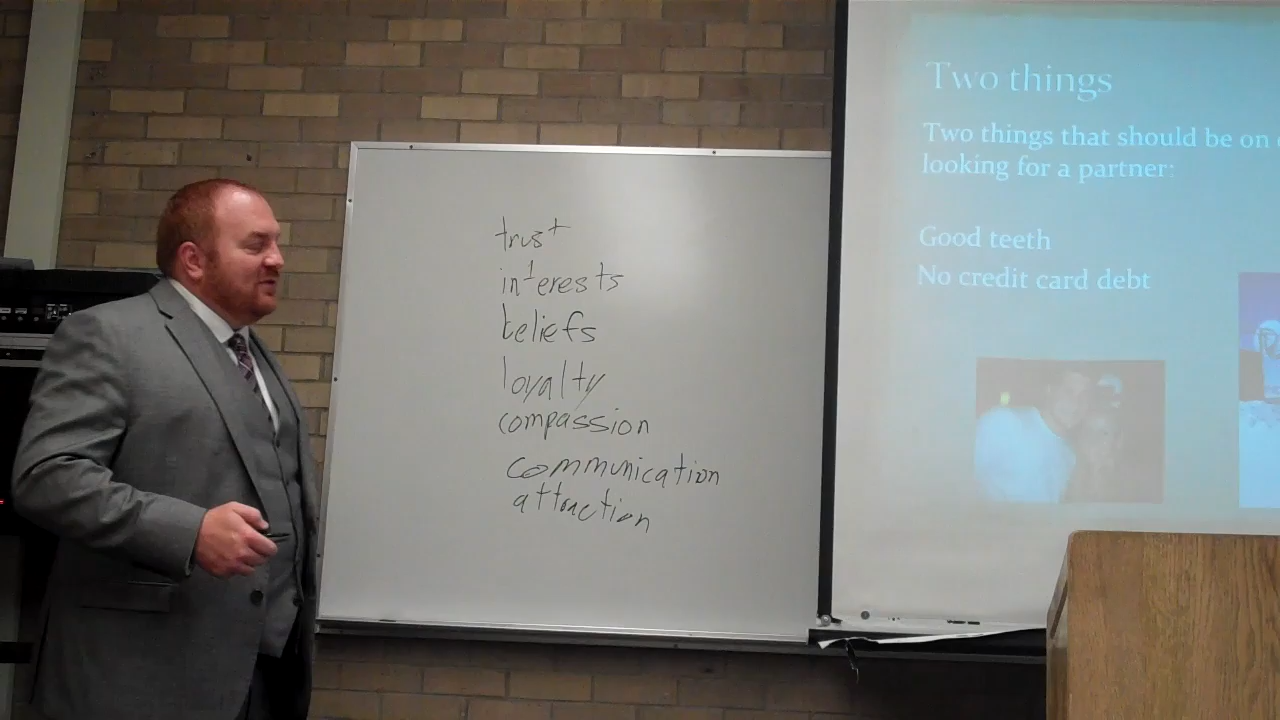 trust
interests
beliefs
loyalty
compassion
communication
attraction
Two things
Two things that should be on
looking for a partner:
Good teeth
No credit card debt